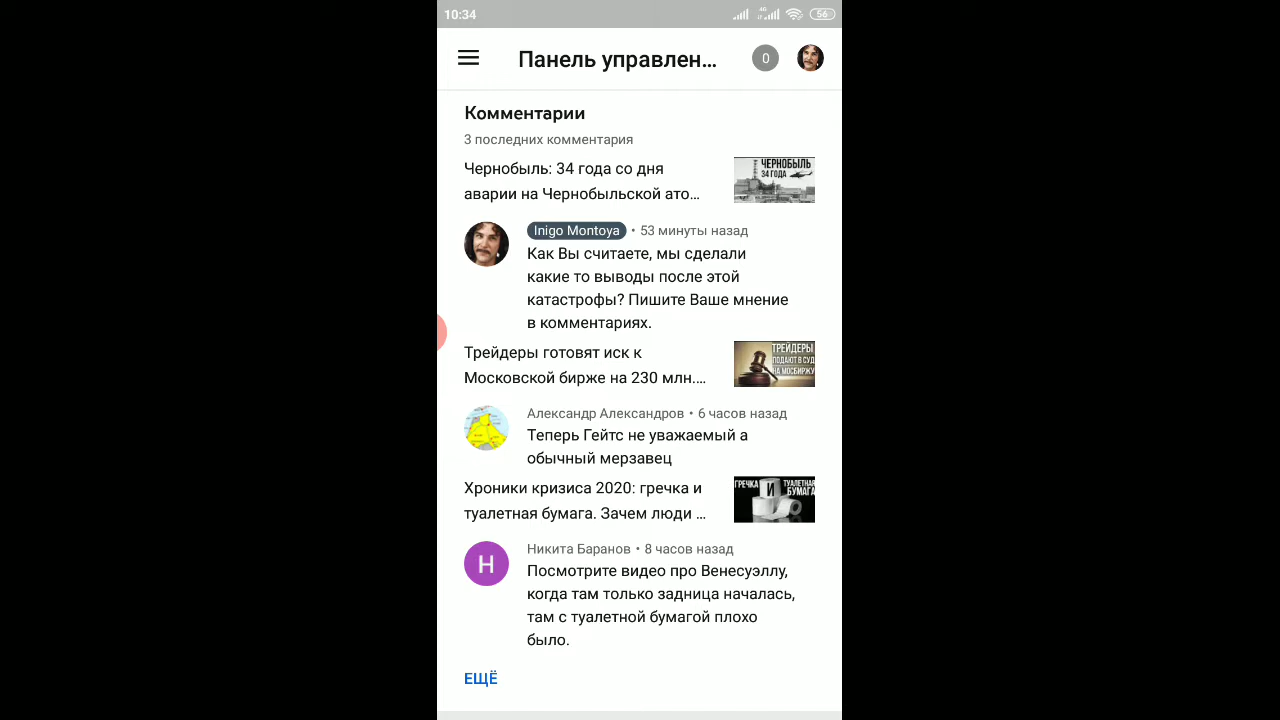 10:34
4G
56
Панель управлен...
0
Комментарии
3 последних комментария
Чернобыль: 34 года со дня
аварии на Чернобыльской ато...
ЧЕРНОБЫЛЬ
34 ГОДА
Inigo Montoya • 53 минуты назад
Как Вы считаете, мы сделали
какие то выводы после этой
катастрофы? Пишите Ваше мнение
в комментариях.
Трейдеры готовят иск к
Московской бирже на 230 млн....
ТРЕЙДЕРЫ
ПОДАЮТ В СУД
НА МОСБИРЖУ
Александр Александров • 6 часов назад
Теперь Гейтс не уважаемый а
обычный мерзавец
Хроники кризиса 2020: гречка и
туалетная бумага. Зачем люди ...
ГРЕЧКА И ТУАЛЕТНАЯ
БУМАГА
Н
Никита Баранов • 8 часов назад
Посмотрите видео про Венесуэллу,
когда там только задница началась,
там с туалетной бумагой плохо
было.
ЕЩЁ